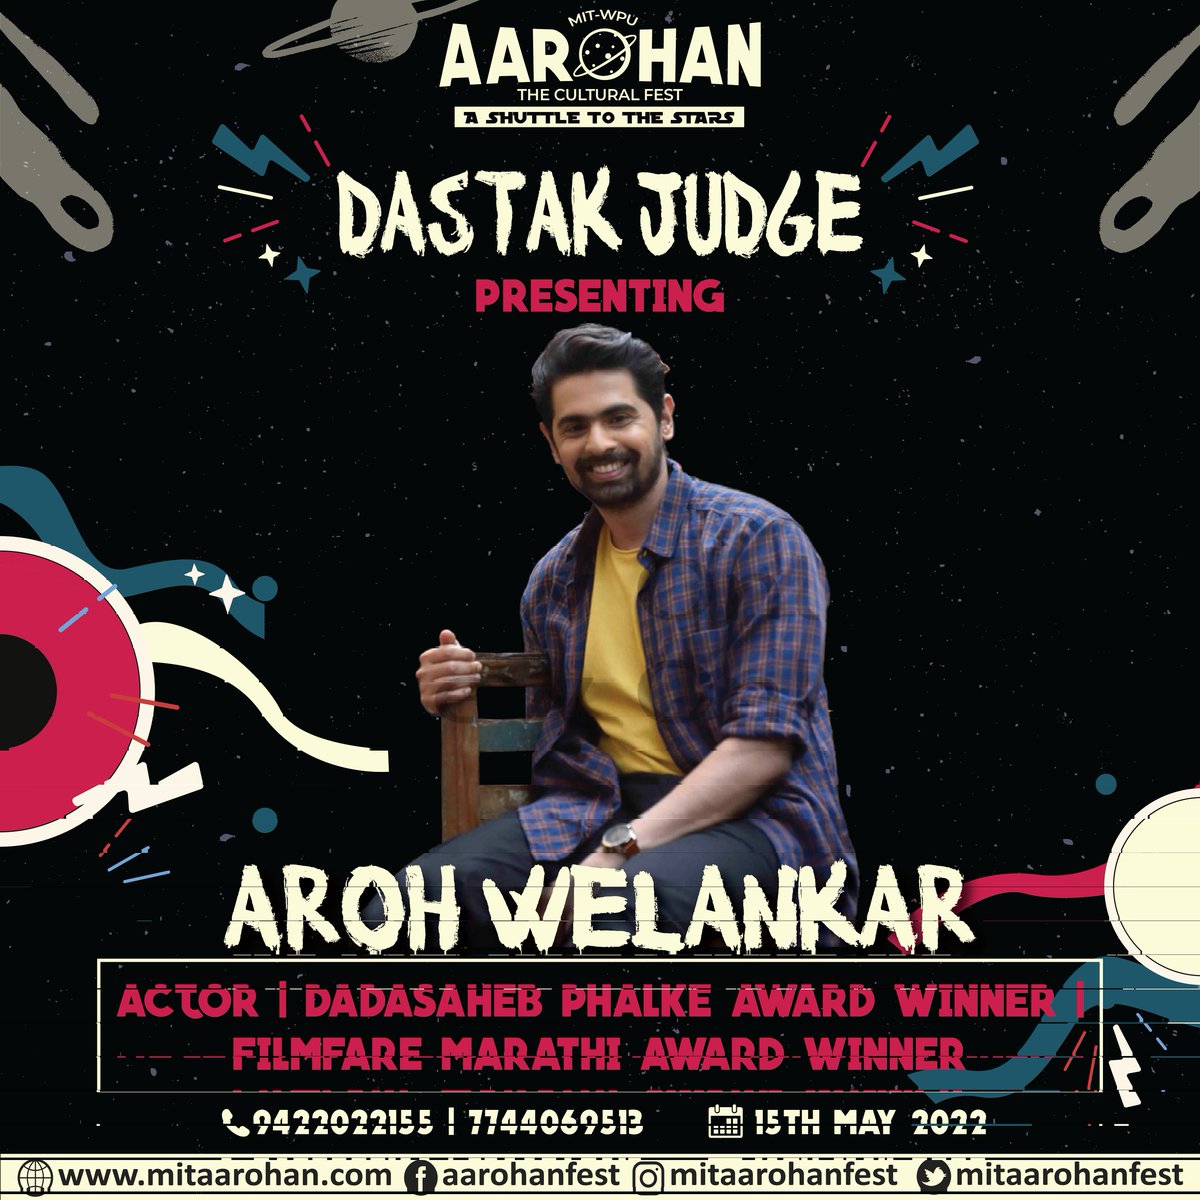 MIT-WPU
AAROHAN
THE CULTURAL FEST
A SHUTTLE TO THE STARS
DASTAK JUDGE
PRESENTING
AROH WELANKAR
ACTOR | DADASAHEB PHALKE AWARD WINNER |
FILMFARE MARATHI AWARD WINNER
9422022155 | 7744069513 15TH MAY 2022
www.mitaarohan.com aarohanfest mitaarohanfest mitaarohanfest